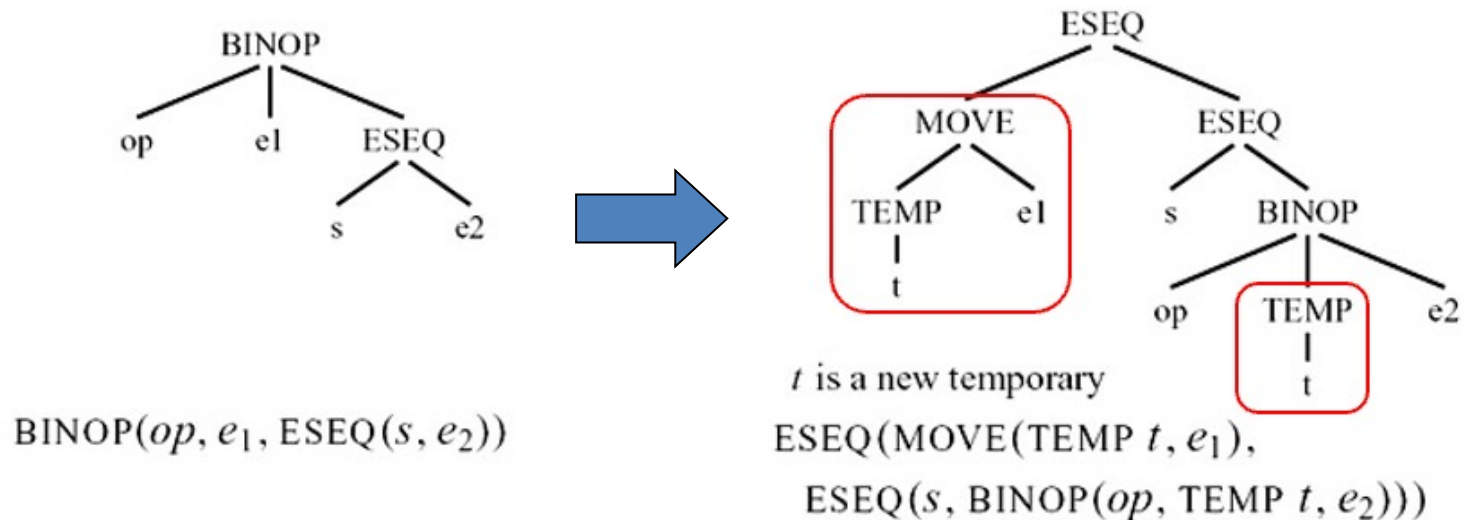 BINOP
op e1 ESEQ
s e2
ESEQ
MOVE ESEQ
TEMP e1 s BINOP
t op TEMP e2
t
t is a new temporary
BINOP(op, e1, ESEQ(s, e2))
ESEQ(MOVE(TEMP t, e1),
ESEQ(s, BINOP(op, TEMP t, e2)))